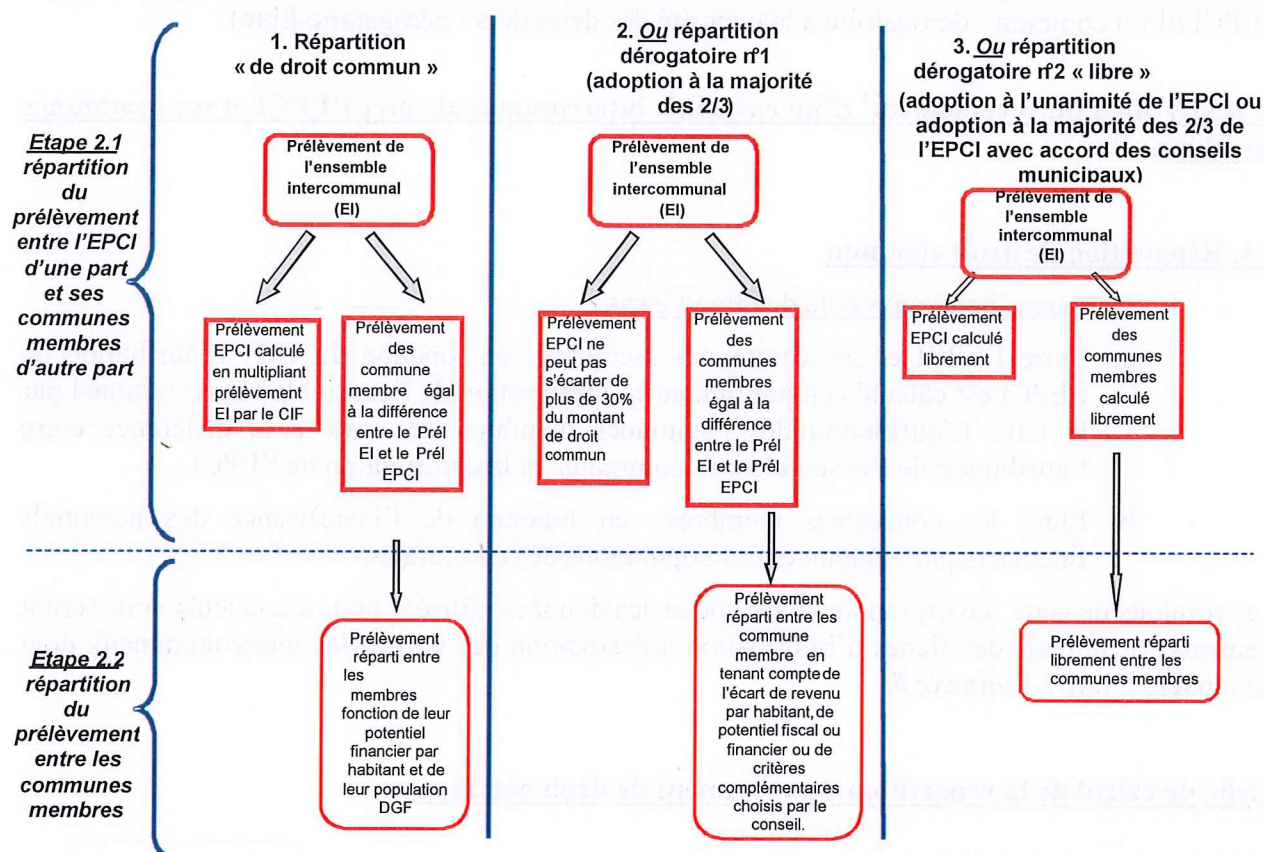 1. Répartition
« de droit commun »
2. Ou répartition
dérogatoire n°1
(adoption à la majorité
des 2/3)
3. Ou répartition
dérogatoire n°2 « libre »
(adoption à l'unanimité de l'EPCI ou
adoption à la majorité des 2/3 de
l'EPCI avec accord des conseils
municipaux)
Etape 2.1
répartition
du
prélèvement
entre l'EPCI
d'une part
et ses
communes
membres
d'autre part
Prélèvement de
l'ensemble
intercommunal
(EI)
Prélèvement
EPCI calculé
en multipliant
prélèvement
EI par le CIF
Prélèvement
des
commune
membre égal
à la différence
entre le Prél
EI et le Prél
EPCI
Prélèvement de
l'ensemble
intercommunal
(EI)
Prélèvement
EPCI ne
peut pas
s'écarter de
plus de 30%
du montant
de droit
commun
Prélèvement
des
communes
membres
égal à la
différence
entre le Prél
EI et le Prél
EPCI
Prélèvement de
l'ensemble
intercommunal
(EI)
Prélèvement
EPCI calculé
librement
Prélèvement
des
communes
membres
calculé
librement
Etape 2.2
répartition
du
prélèvement
entre les
communes
membres
Prélèvement
réparti entre
les
membres
fonction de leur
potentiel
financier par
habitant et de
leur population
DGF
Prélèvement
réparti entre les
commune
membre en
tenant compte de
l'écart de revenu
par habitant, de
potentiel fiscal ou
financier ou de
critères
complémentaires
choisis par le
conseil.
Prélèvement réparti
librement entre les
communes membres